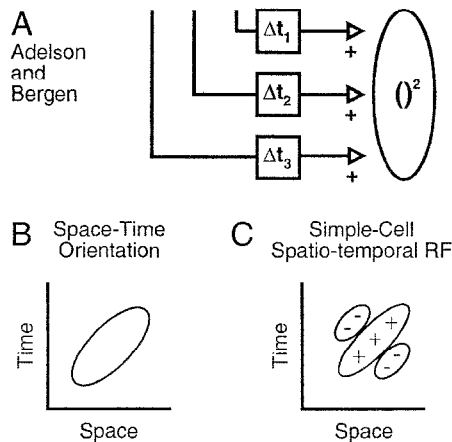 A
Adelson
and
Bergen
Δt1
+
Δt2
+
Δt3
+
()²
B Space-Time
Orientation
Time
Space
C Simple-Cell
Spatio-temporal RF
Time
- -
+
+
+
- -
Space